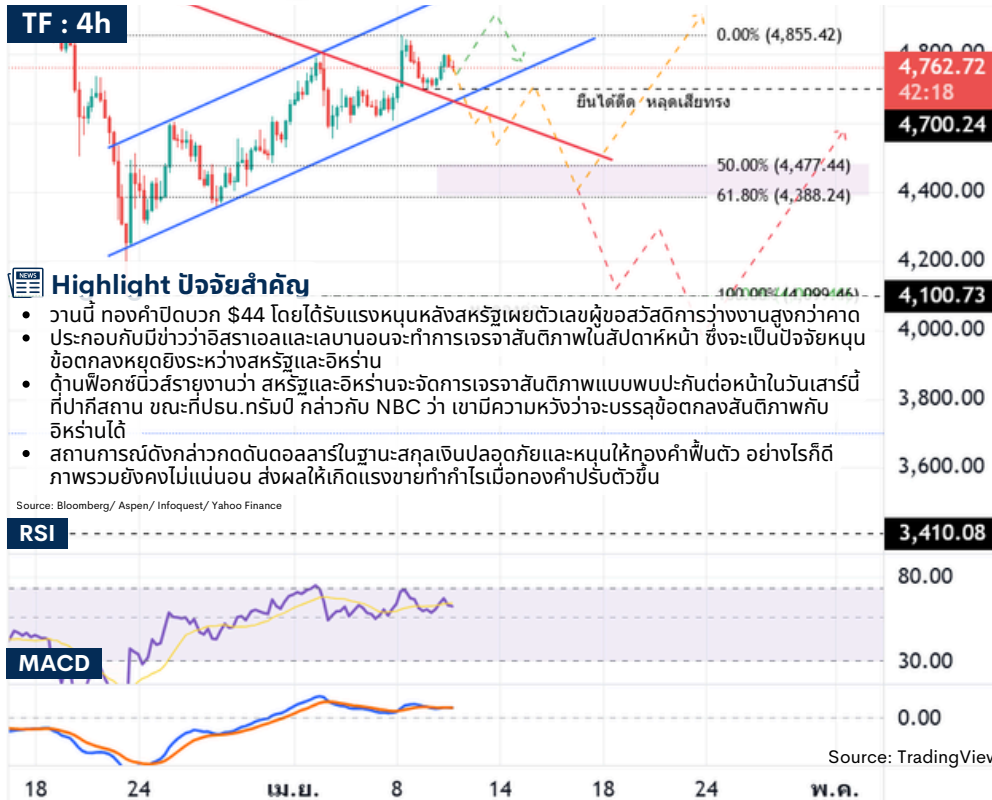 TF : 4h
0.00% (4,855.42)
4,800.00
4,762.72
42:18
ยืนได้ดีด หลุดเสียทรง
4,700.24
50.00% (4,477.44)
61.80% (4,388.24)
4,400.00
4,200.00
NEWS
Highlight ปัจจัยสำคัญ
4,100.73
• วานนี้ ทองคำปิดบวก $44 โดยได้รับแรงหนุนหลังสหรัฐเผยตัวเลขผู้ขอสวัสดิการว่างงานสูงกว่าคาด
4,000.00
• ประกอบกับมีข่าวว่าอิสราเอลและเลบานอนจะทำการเจรจาสันติภาพในสัปดาห์หน้า ซึ่งจะเป็นปัจจัยหนุน
ข้อตกลงหยุดยิงระหว่างสหรัฐและอิหร่าน
• ด้านฟ็อกซ์นิวส์รายงานว่า สหรัฐและอิหร่านจะจัดการเจรจาสันติภาพแบบพบปะกันต่อหน้าในวันเสาร์นี้
ที่ปากีสถาน ขณะที่ปธน.ทรัมป์ กล่าวกับ NBC ว่า เขามีความหวังว่าจะบรรลุข้อตกลงสันติภาพกับ
3,800.00
อิหร่านได้
• สถานการณ์ดังกล่าวกดดันดอลลาร์ในฐานะสกุลเงินปลอดภัยและหนุนให้ทองคำฟื้นตัว อย่างไรก็ดี
3,600.00
ภาพรวมยังคงไม่แน่นอน ส่งผลให้เกิดแรงขายทำกำไรเมื่อทองคำปรับตัวขึ้น
Source: Bloomberg/ Aspen/ Infoquest/ Yahoo Finance
RSI
3,410.08
80.00
MACD
30.00
0.00
Source: TradingView
18 24 เม.ย. 8 14 18 24 พ.ค.